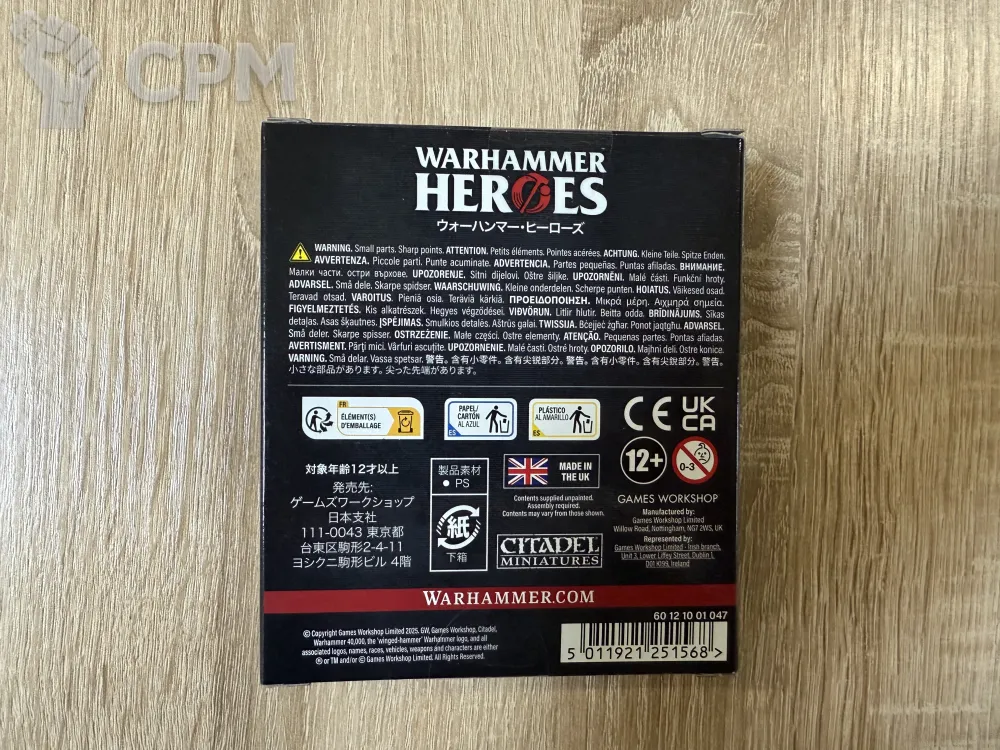 CPM
WARHAMMER
HEROES
ウォーハンマー・ヒーローズ
WARNING. Small parts. Sharp points. ATTENTION. Petits éléments. Pointes acérées. ACHTUNG. Kleine Teile. Spitze Enden.
AVVERTENZA. Piccole parti. Punte acuminate. ADVERTENCIA. Partes pequeñas. Puntas afiladas. ВНИМАНИЕ.
Малки части. остри върхове. UPOZORENJE. Sitni dijelovi. Oštre šiljke. UPOZORNĚNÍ. Malé části. Funkční hroty.
ADVARSEL. Små dele. Skarpe spidser. WAARSCHUWING. Kleine onderdelen. Scherpe punten. HOIATUS. Väikesed osad.
Teravad otsad. VAROITUS. Pieniä osia. Teräviä kärkiä. ΠΡΟΕΙΔΟΠΟΙΗΣΗ. Μικρά μέρη. Αιχμηρά σημεία.
FIGYELMEZTETÉS. Kis alkatrészek. Hegyes végződései. VIÐVÖRUN. Litlir hlutir. Beitta odda. BRĪDINĀJUMS. Sīkas
detaļas. Asas šķautnes. ĮSPĖJIMAS. Smulkios detalės. Aštrūs galai. TWISSIJA. Bċejjeċ żgħar. Ponot jaqtgħu. ADVARSEL.
Små deler. Skarpe spisser. OSTRZEŻENIE. Małe części. Ostre elementy. ATENÇÃO. Pequenas partes. Pontas afiadas.
AVERTISMENT. Părți mici. Vârfuri ascuțite. UPOZORNENIE. Malé časti. Ostré hroty. OPOZORILO. Majhni deli. Ostre konice.
VARNING. Små delar. Vassa spetsar. 警告。含有小零件。含有尖锐部分。警告。含有小零件。含有尖銳部分。警告。
小さな部品があります。尖った先端があります。
FR
ÉLÉMENT(S)
D'EMBALLAGE
PAPEL/
CARTÓN
AL AZUL
ES
PLÁSTICO
AL AMARILLO
ES
CE
UK
CA
12+
0-3
対象年齢12才以上
発売元:
ゲームズワークショップ
日本支社
111-0043 東京都
台東区駒形2-4-11
ヨシクニ駒形ビル 4階
製品素材
● PS
紙
下箱
MADE IN
THE UK
Contents supplied unpainted.
Assembly required.
Contents may vary from those shown.
CITADEL
MINIATURES
GAMES WORKSHOP
Manufactured by:
Games Workshop Limited
Willow Road, Nottingham, NG7 2WS, UK
Represented by:
Games Workshop Limited - Irish branch,
Unit 3, Lower Liffey Street, Dublin 1,
D01 K199, Ireland
WARHAMMER.COM
© Copyright Games Workshop Limited 2025. GW, Games Workshop, Citadel,
Warhammer 40,000, the 'winged-hammer' Warhammer logo, and all
associated logos, names, races, vehicles, weapons and characters are either
® or TM and/or © Games Workshop Limited. All Rights Reserved.
60 12 10 01 047
5 011921 251568 >